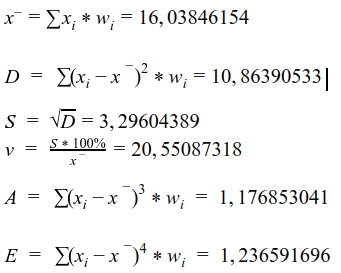 x⁻ = ∑xᵢ * wᵢ = 16,03846154
D = ∑(xᵢ – x⁻)² * wᵢ = 10,86390533
S = √D = 3,29604389
v = S * 100% / x⁻ = 20,55087318
A = ∑(xᵢ – x⁻)³ * wᵢ = 1,176853041
E = ∑(xᵢ – x⁻)⁴ * wᵢ = 1,236591696